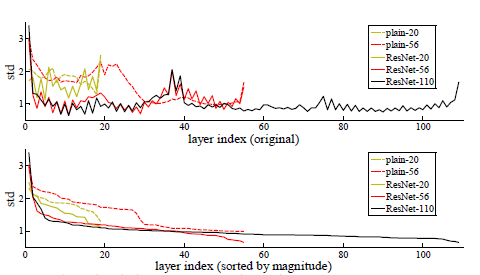 plain-20
plain-56
ResNet-20
ResNet-56
ResNet-110
3
2
1
std
0 20 40 60 80 100
layer index (original)
plain-20
plain-56
ResNet-20
ResNet-56
ResNet-110
3
2
1
std
0 20 40 60 80 100
layer index (sorted by magnitude)